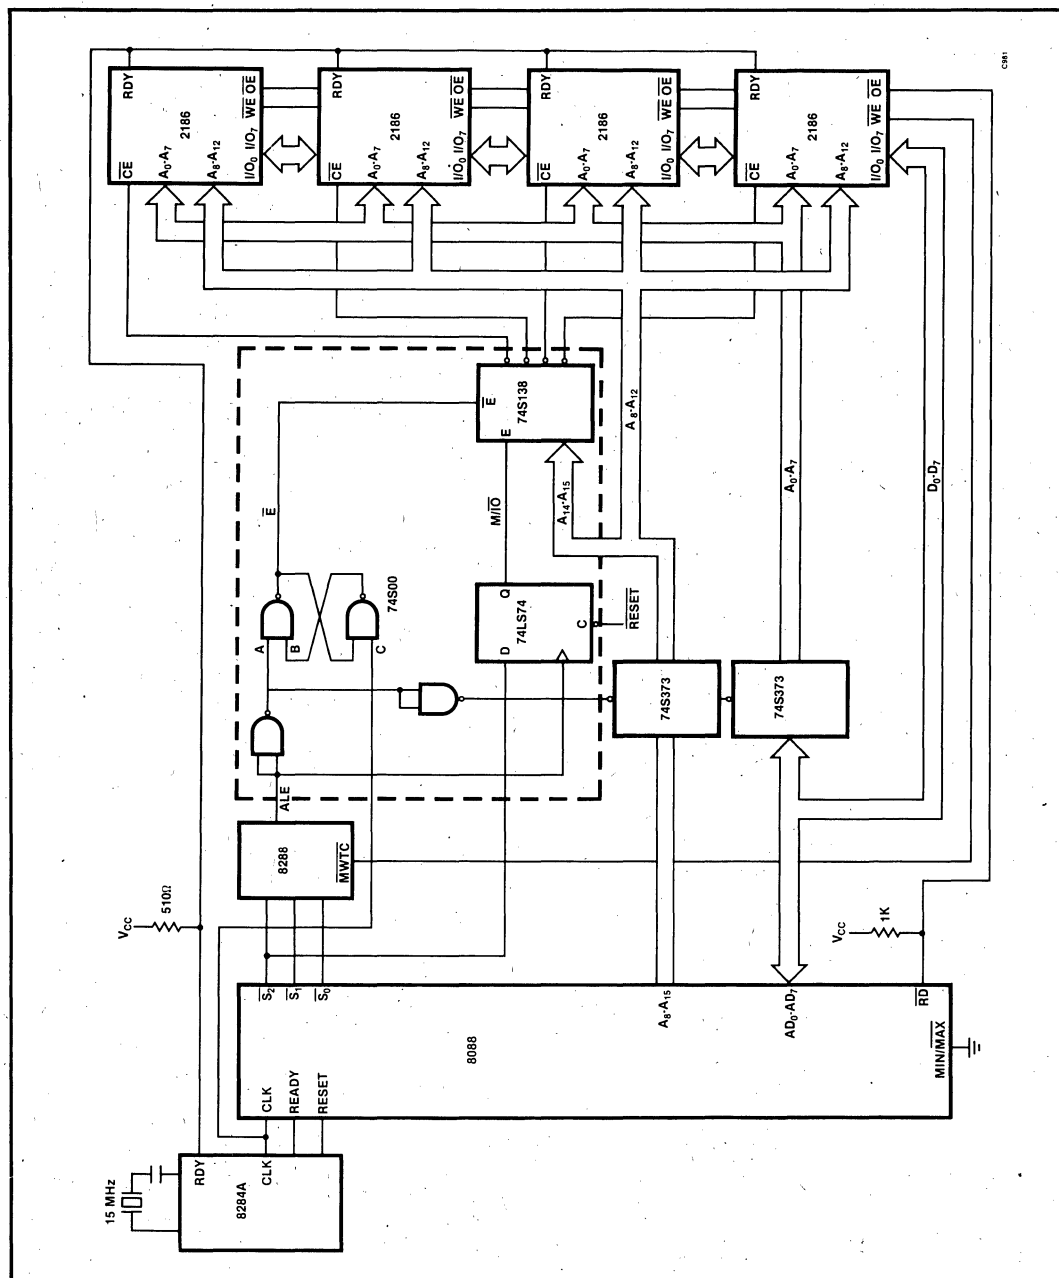 C981
RDY
2186
WE OE
CE
A0-A7
A8-A12
I/O0 I/O7
RDY
2186
WE OE
CE
A0-A7
A8-A12
I/O0 I/O7
RDY
2186
WE OE
CE
A0-A7
A8-A12
I/O0 I/O7
RDY
2186
WE OE
CE
A0-A7
A8-A12
I/O0 I/O7
74S138
E
E
E
M/IO
A14-A15
A8-A12
A0-A7
D0-D7
74S00
A
B
C
74LS74
D
Q
C
RESET
74S373
74S373
ALE
8288
MWTC
VCC
510Ω
VCC
1K
S2
S1
S0
A8-A15
AD0-AD7
RD
8088
MIN/MAX
CLK
READY
RESET
15 MHz
RDY
CLK
8284A